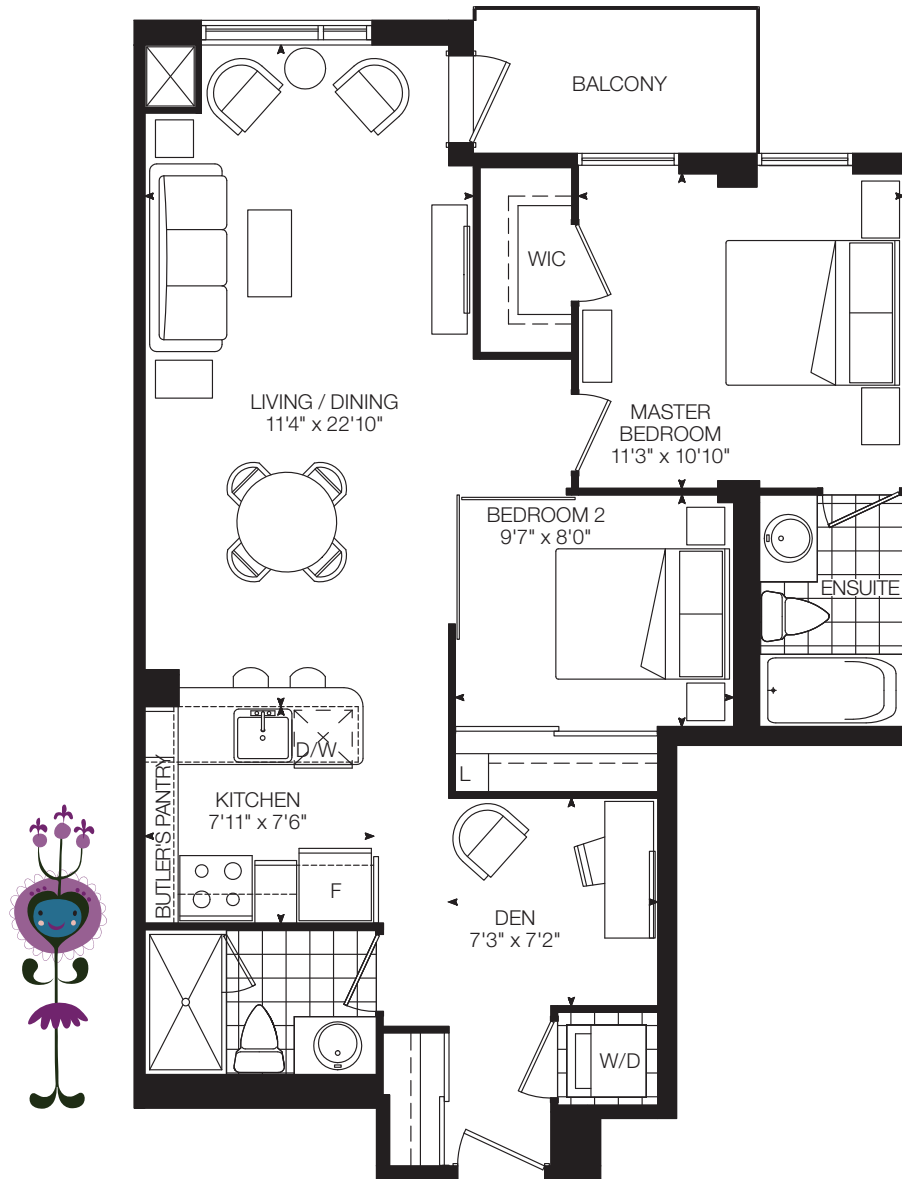 BALCONY
WIC
LIVING / DINING
11'4" x 22'10"
MASTER
BEDROOM
11'3" x 10'10"
BEDROOM 2
9'7" x 8'0"
ENSUITE
D/W
L
KITCHEN
7'11" x 7'6"
BUTLER'S PANTRY
F
DEN
7'3" x 7'2"
W/D